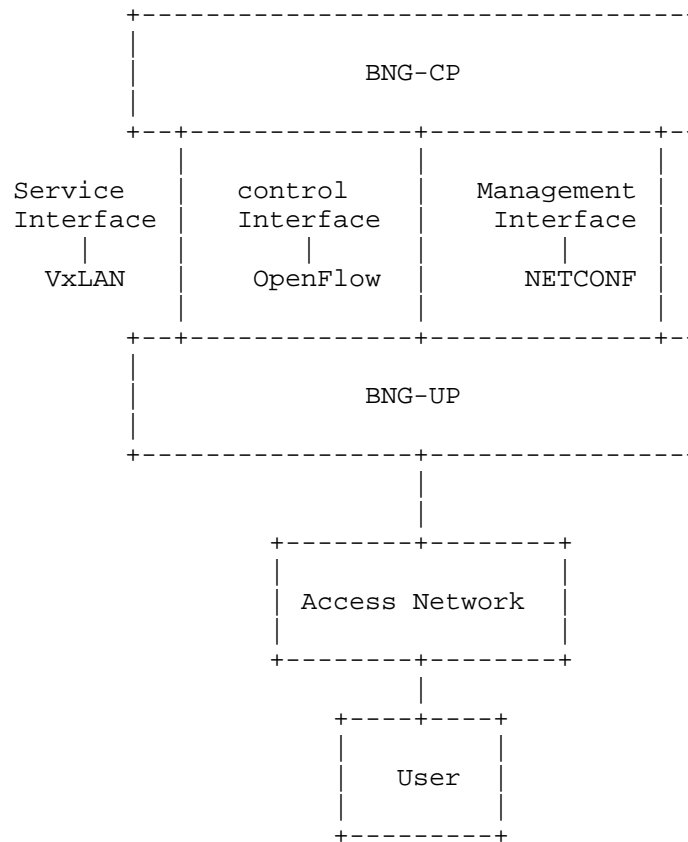 BNG-CP
Service control Management
Interface Interface Interface
VxLAN OpenFlow NETCONF
BNG-UP
Access Network
User